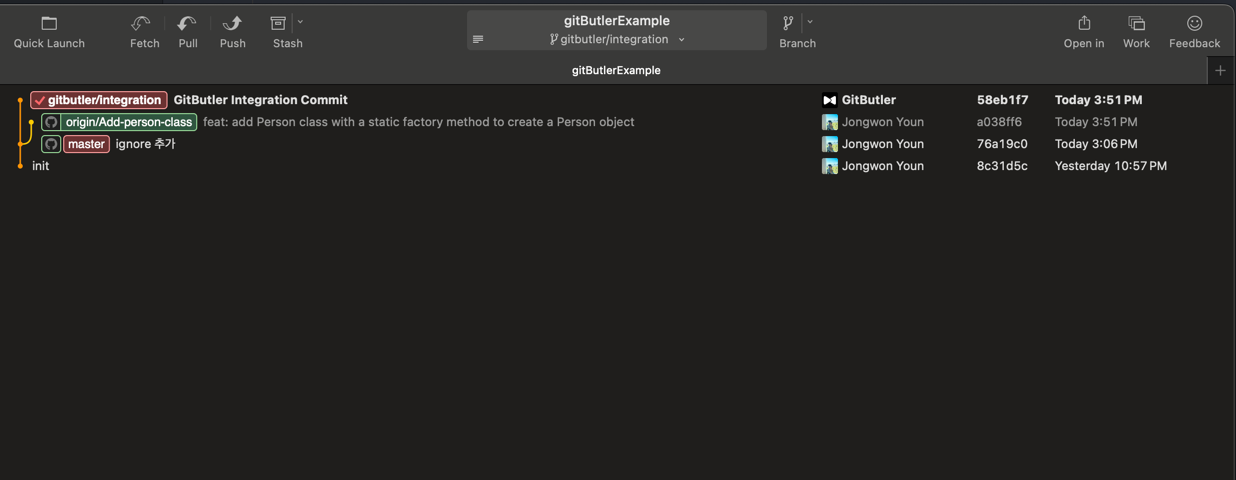 gitButlerExample
gitbutler/integration
Quick Launch Fetch Pull Push Stash Branch Open in Work Feedback
gitButlerExample
gitbutler/integration GitButler Integration Commit GitButler 58eb1f7 Today 3:51 PM
origin/Add-person-class feat: add Person class with a static factory method to create a Person object Jongwon Youn a038ff6 Today 3:51 PM
master ignore 추가 Jongwon Youn 76a19c0 Today 3:06 PM
init Jongwon Youn 8c31d5c Yesterday 10:57 PM